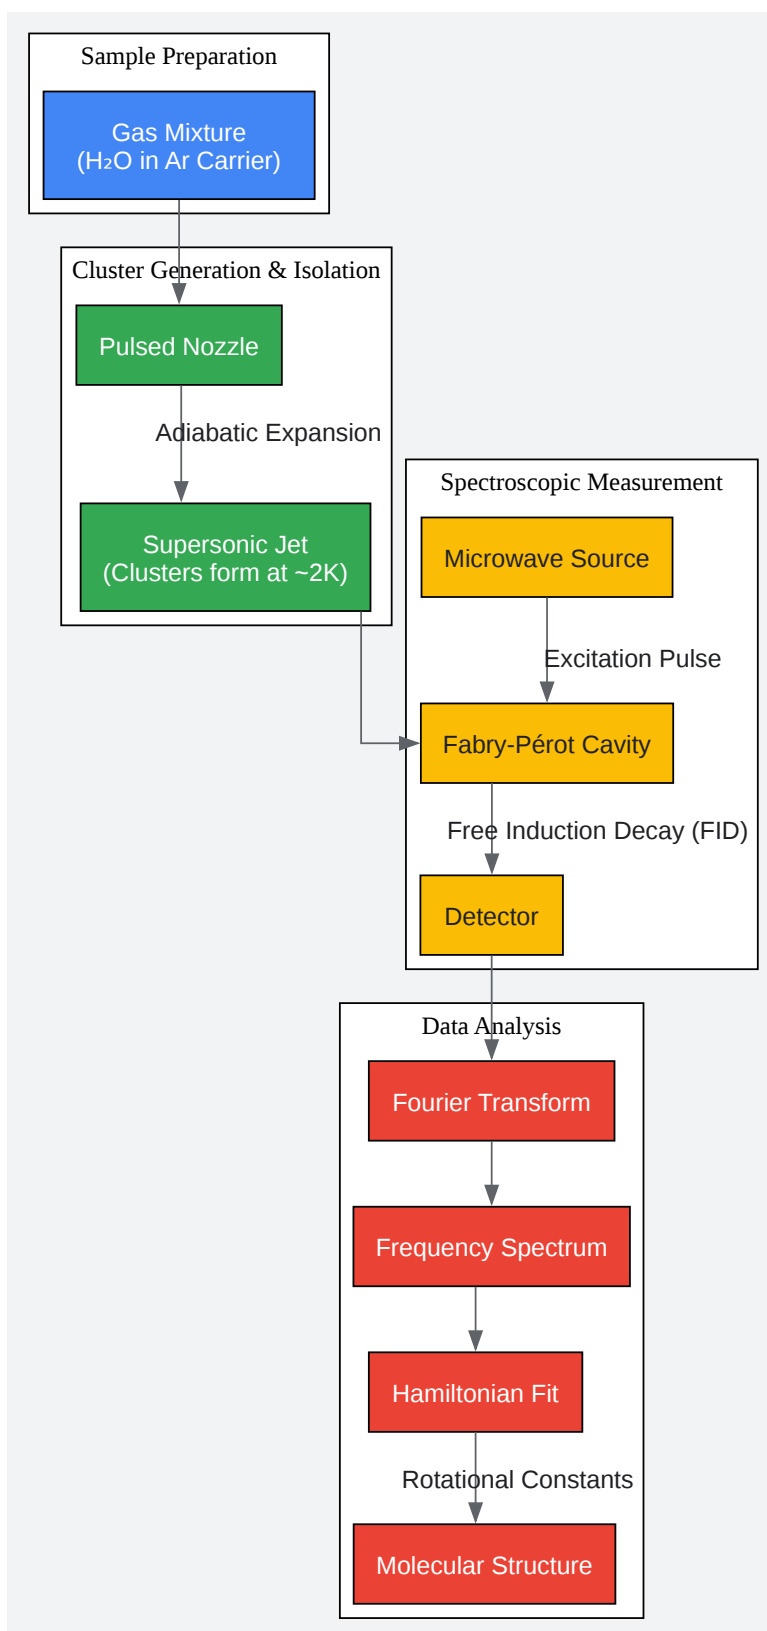 Sample Preparation
Gas Mixture
(H₂O in Ar Carrier)
Cluster Generation & Isolation
Pulsed Nozzle
Adiabatic Expansion
Supersonic Jet
(Clusters form at ~2K)
Spectroscopic Measurement
Microwave Source
Excitation Pulse
Fabry-Pérot Cavity
Free Induction Decay (FID)
Detector
Data Analysis
Fourier Transform
Frequency Spectrum
Hamiltonian Fit
Rotational Constants
Molecular Structure